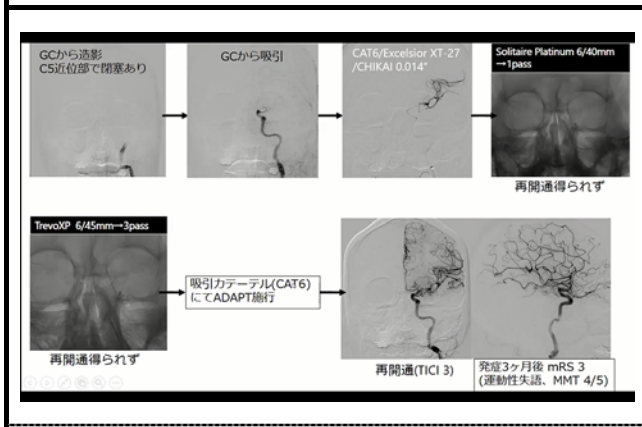 GCから造影
C5近位部で閉塞あり
GCから吸引
CAT6/Excelsior XT-27
/CHIKAI 0.014"
Solitaire Platinum 6/40mm
→1pass
再開通得られず
TrevoXP 6/45mm→3pass
再開通得られず
吸引カテーテル(CAT6)
にてADAPT施行
再開通(TICI 3)
発症3ヶ月後 mRS 3
(運動性失語、MMT 4/5)